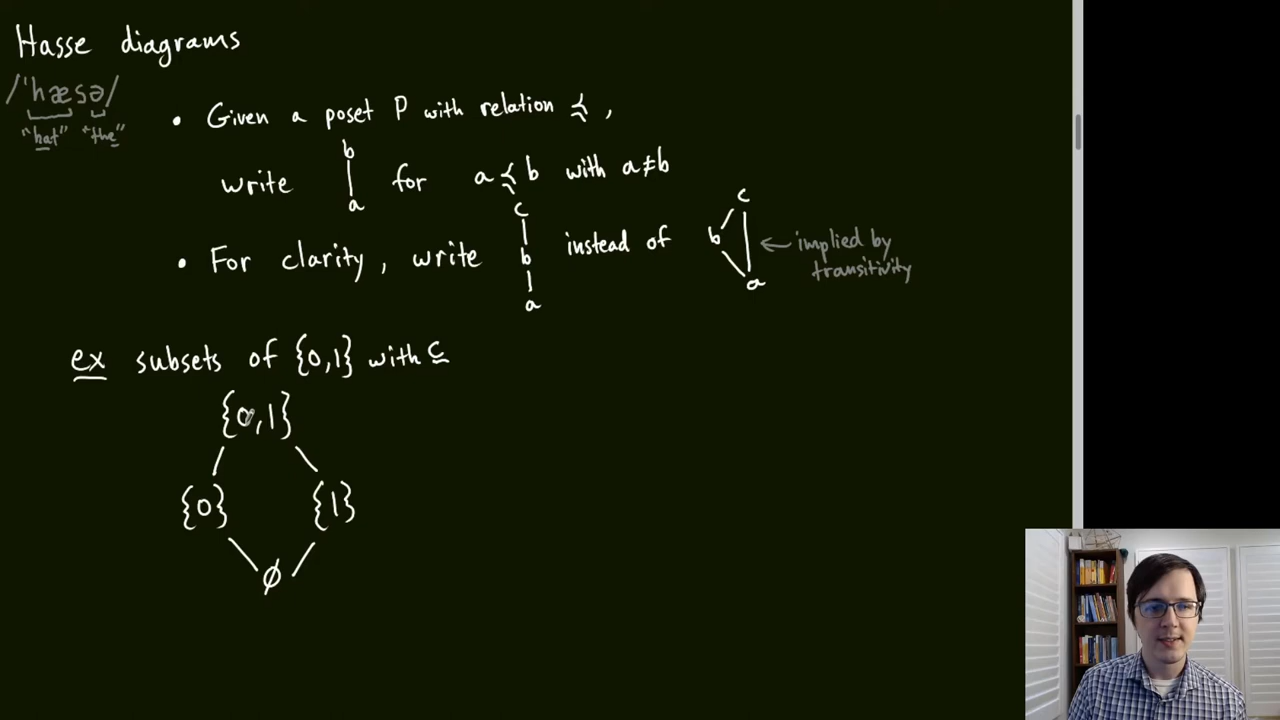 Hasse diagrams
/ˈhæsə/
"hat" "the"
• Given a poset P with relation ≼,
write b a for a ≼ b with a≠b
• For clarity, write c b a instead of c b a ← implied by transitivity
ex subsets of {0,1} with ⊆
{0,1}
{0} {1}
∅